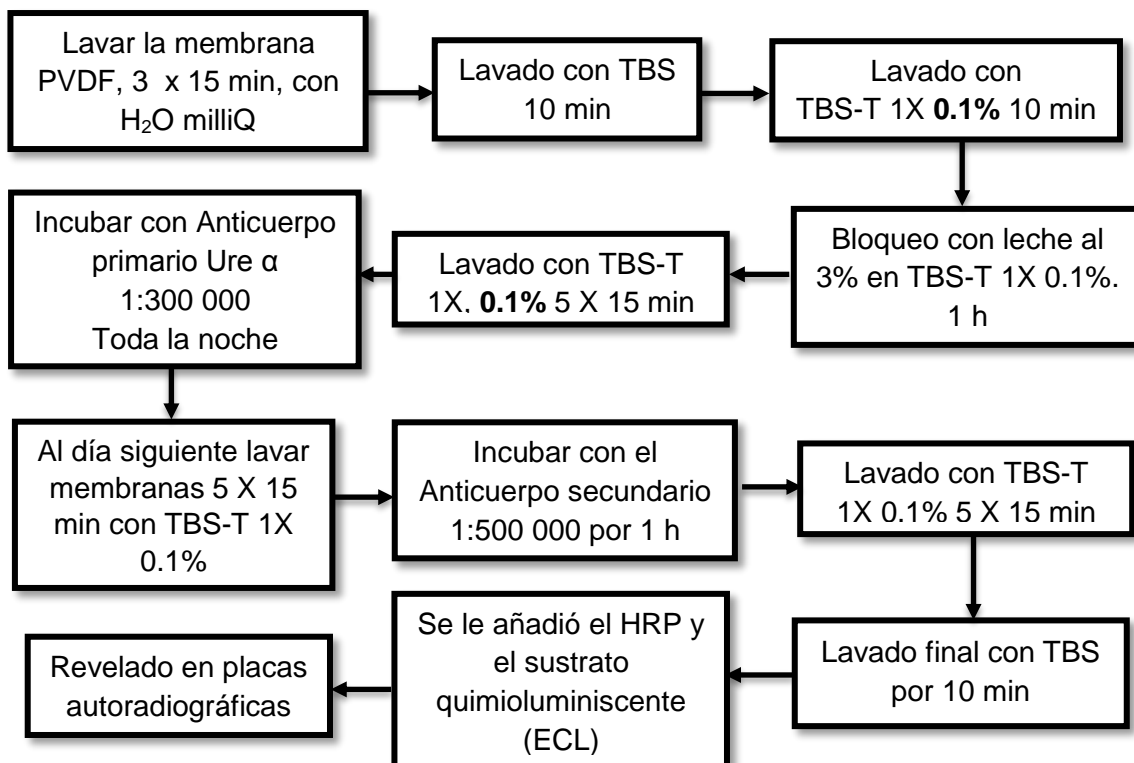 Lavar la membrana
PVDF, 3 x 15 min, con
H₂O milliQ
Lavado con TBS
10 min
Lavado con
TBS-T 1X 0.1% 10 min
Bloqueo con leche al
3% en TBS-T 1X 0.1%.
1 h
Lavado con TBS-T
1X. 0.1% 5 X 15 min
Incubar con Anticuerpo
primario Ure α
1:300 000
Toda la noche
Al día siguiente lavar
membranas 5 X 15
min con TBS-T 1X
0.1%
Incubar con el
Anticuerpo secundario
1:500 000 por 1 h
Lavado con TBS-T
1X 0.1% 5 X 15 min
Lavado final con TBS
por 10 min
Se le añadió el HRP y
el sustrato
quimioluminiscente
(ECL)
Revelado en placas
autoradiográficas